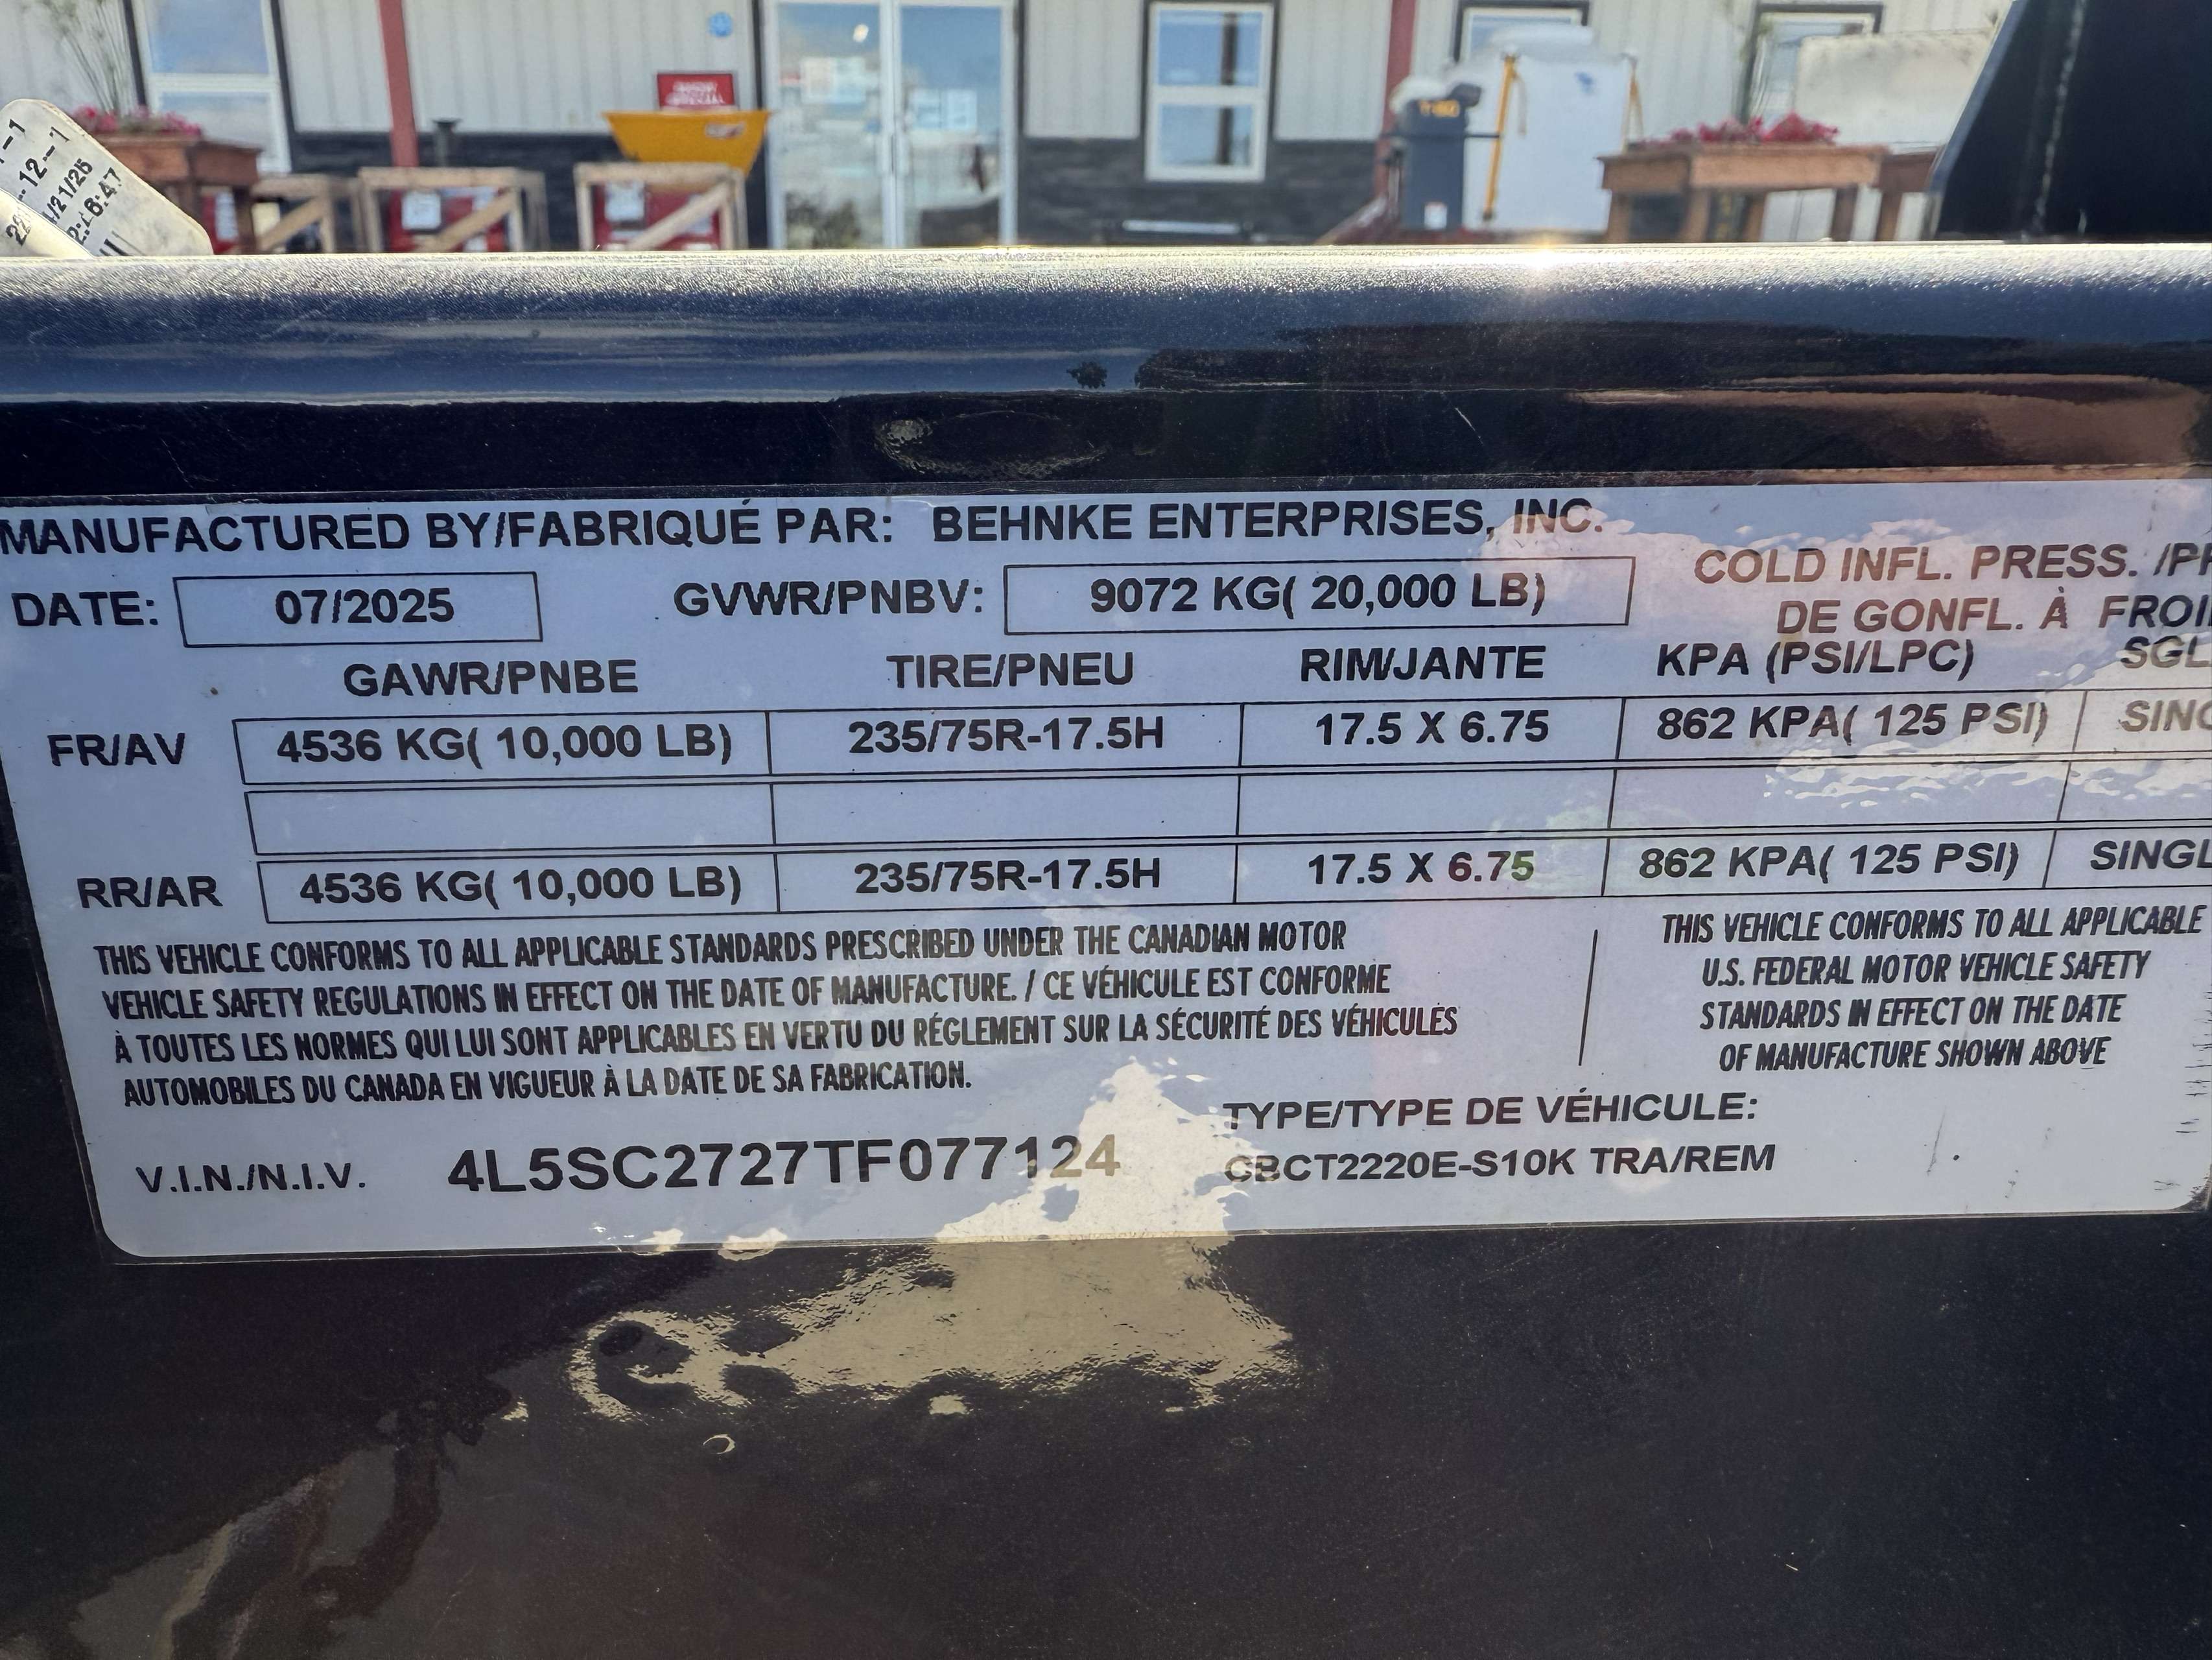 MANUFACTURED BY/FABRIQUÉ PAR: BEHNKE ENTERPRISES, INC.
DATE: 07/2025 GVWR/PNBV: 9072 KG( 20,000 LB)
COLD INFL. PRESS. /
DE GONFL. À
GAWR/PNBE TIRE/PNEU RIM/JANTE KPA (PSI/LPC)
FR/AV 4536 KG( 10,000 LB) 235/75R-17.5H 17.5 X 6.75 862 KPA( 125 PSI)
RR/AR 4536 KG( 10,000 LB) 235/75R-17.5H 17.5 X 6.75 862 KPA( 125 PSI)
THIS VEHICLE CONFORMS TO ALL APPLICABLE STANDARDS PRESCRIBED UNDER THE CANADIAN MOTOR
VEHICLE SAFETY REGULATIONS IN EFFECT ON THE DATE OF MANUFACTURE. / CE VÉHICULE EST CONFORME
À TOUTES LES NORMES QUI LUI SONT APPLICABLES EN VERTU DU RÉGLEMENT SUR LA SÉCURITÉ DES VÉHICULES
AUTOMOBILES DU CANADA EN VIGUEUR À LA DATE DE SA FABRICATION.
THIS VEHICLE CONFORMS TO ALL APPLICABLE
U.S. FEDERAL MOTOR VEHICLE SAFETY
STANDARDS IN EFFECT ON THE DATE
OF MANUFACTURE SHOWN ABOVE
TYPE/TYPE DE VÉHICULE:
V.I.N./N.I.V. 4L5SC2727TF077124 CBCT2220E-S10K TRA/REM